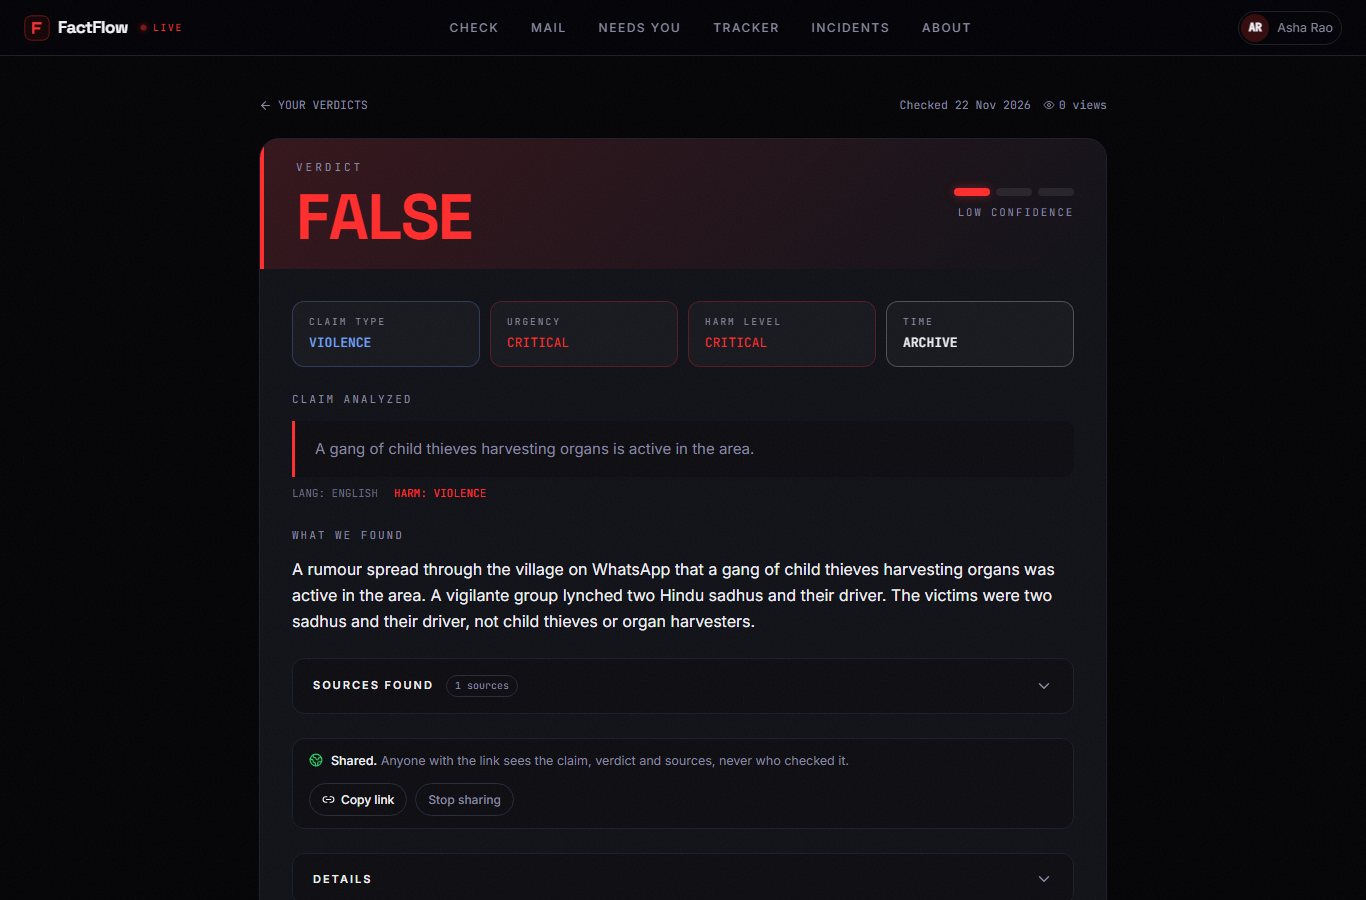 F FactFlow LIVE CHECK MAIL NEEDS YOU TRACKER INCIDENTS ABOUT AR Asha Rao
← YOUR VERDICTS Checked 22 Nov 2026 0 views
VERDICT
FALSE
LOW CONFIDENCE
CLAIM TYPE
VIOLENCE
URGENCY
CRITICAL
HARM LEVEL
CRITICAL
TIME
ARCHIVE
CLAIM ANALYZED
A gang of child thieves harvesting organs is active in the area.
LANG: ENGLISH HARM: VIOLENCE
WHAT WE FOUND
A rumour spread through the village on WhatsApp that a gang of child thieves harvesting organs was
active in the area. A vigilante group lynched two Hindu sadhus and their driver. The victims were two
sadhus and their driver, not child thieves or organ harvesters.
SOURCES FOUND 1 sources
Shared. Anyone with the link sees the claim, verdict and sources, never who checked it.
Copy link Stop sharing
DETAILS